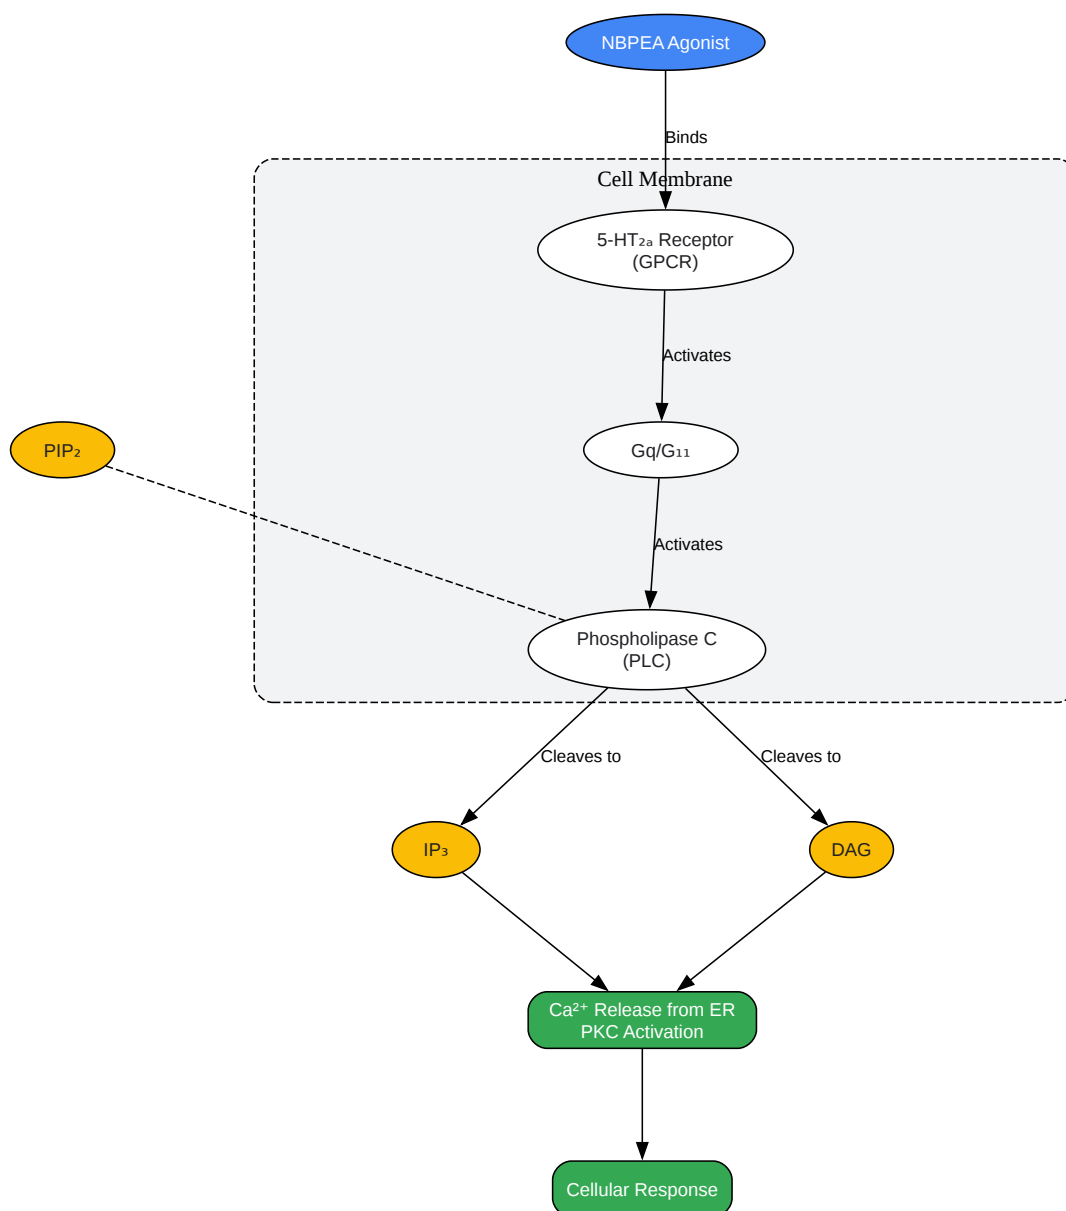 NBPEA Agonist
Binds
Cell Membrane
5-HT₂ₐ Receptor
(GPCR)
Activates
PIP₂
Gq/G₁₁
Activates
Phospholipase C
(PLC)
Cleaves to
Cleaves to
IP₃
DAG
Ca²⁺ Release from ER
PKC Activation
Cellular Response